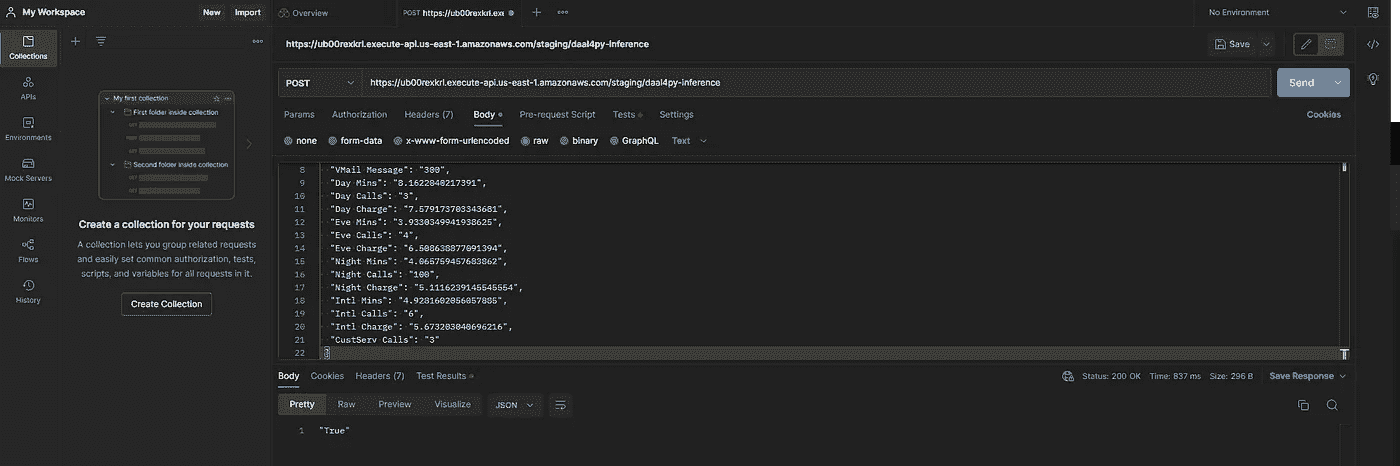 My Workspace
New
Import
Overview
POST https://ub00rexkrl.exe
No Environment
Collections
APIs
Environments
Mock Servers
Monitors
Flows
History
My first collection
First folder inside collection
Second folder inside collection
Create a collection for your requests
A collection lets you group related requests
and easily set common authorization, tests,
scripts, and variables for all requests in it.
Create Collection
https://ub00rexkrl.execute-api.us-east-1.amazonaws.com/staging/daal4py-inference
Save
POST
https://ub00rexkrl.execute-api.us-east-1.amazonaws.com/staging/daal4py-inference
Send
Params Authorization Headers (7) Body Pre-request Script Tests Settings
Cookies
none form-data x-www-form-urlencoded raw binary GraphQL Text
8 "VMail Message": "300",
9 "Day Mins": "8.1622040217391",
10 "Day Calls": "3",
11 "Day Charge": "7.579173703343681",
12 "Eve Mins": "3.9330349941938625",
13 "Eve Calls": "4",
14 "Eve Charge": "6.508638877091394",
15 "Night Mins": "4.065759457683862",
16 "Night Calls": "100",
17 "Night Charge": "5.1116239145545554",
18 "Intl Mins": "4.9281602056057885",
19 "Intl Calls": "6",
20 "Intl Charge": "5.673203040696216",
21 "CustServ Calls": "3"
22 }
Body Cookies Headers (7) Test Results
Status: 200 OK Time: 837 ms Size: 296 B Save Response
Pretty Raw Preview Visualize JSON
1 "True"